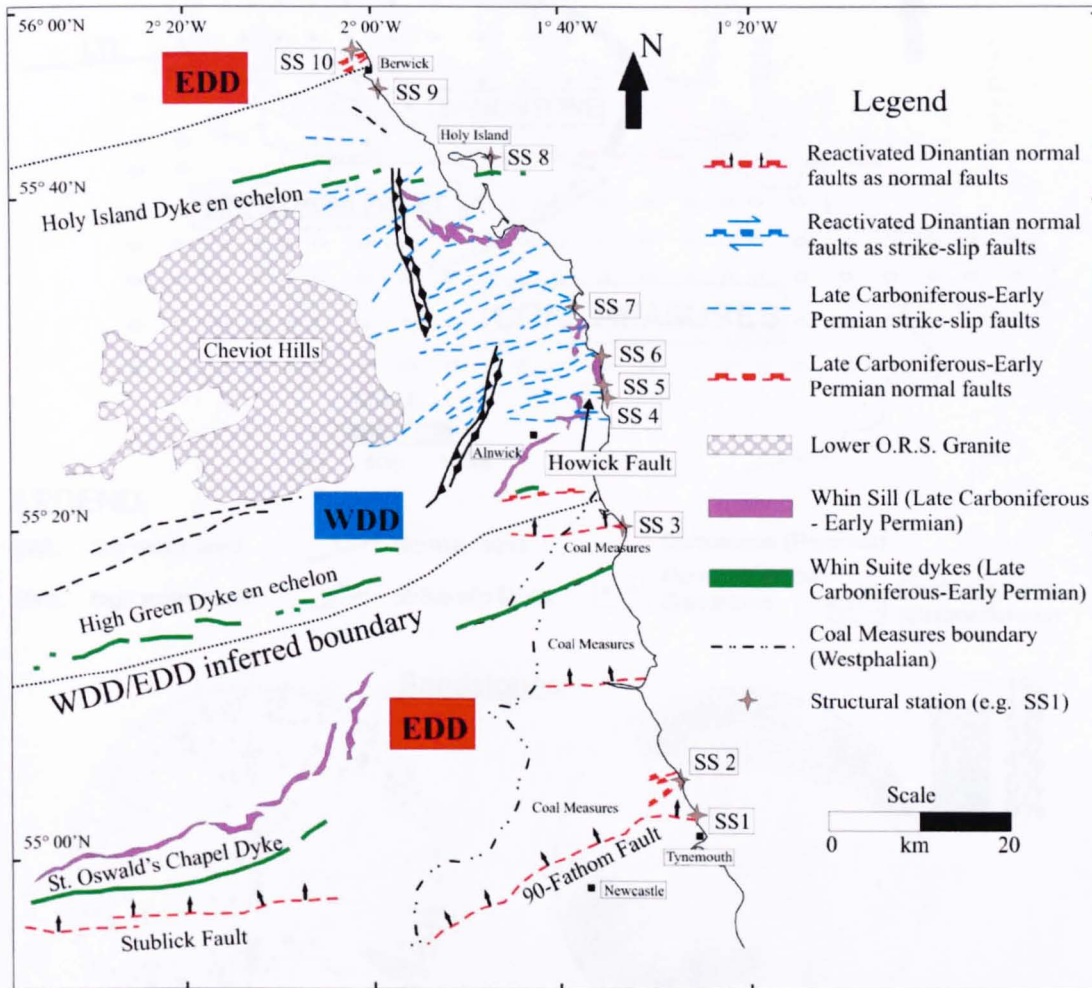 56° 00'N
2° 20'W
2° 00'W
1° 40'W
1° 20'W
N
SS 10
Berwick
EDD
SS 9
Holy Island
SS 8
55° 40'N
Holy Island Dyke en echelon
Cheviot Hills
SS 7
SS 6
SS 5
SS 4
Alnwick
Howick Fault
55° 20'N
WDD
SS 3
Coal Measures
High Green Dyke en echelon
WDD/EDD inferred boundary
Coal Measures
EDD
SS 2
Coal Measures
SS1
Tynemouth
55° 00'N
St. Oswald's Chapel Dyke
90-Fathom Fault
Newcastle
Stublick Fault
Legend
Reactivated Dinantian normal
faults as normal faults
Reactivated Dinantian normal
faults as strike-slip faults
Late Carboniferous-Early
Permian strike-slip faults
Late Carboniferous-Early
Permian normal faults
Lower O.R.S. Granite
Whin Sill (Late Carboniferous
- Early Permian)
Whin Suite dykes (Late
Carboniferous-Early Permian)
Coal Measures boundary
(Westphalian)
Structural station (e.g. SS1)
Scale
0
km
20